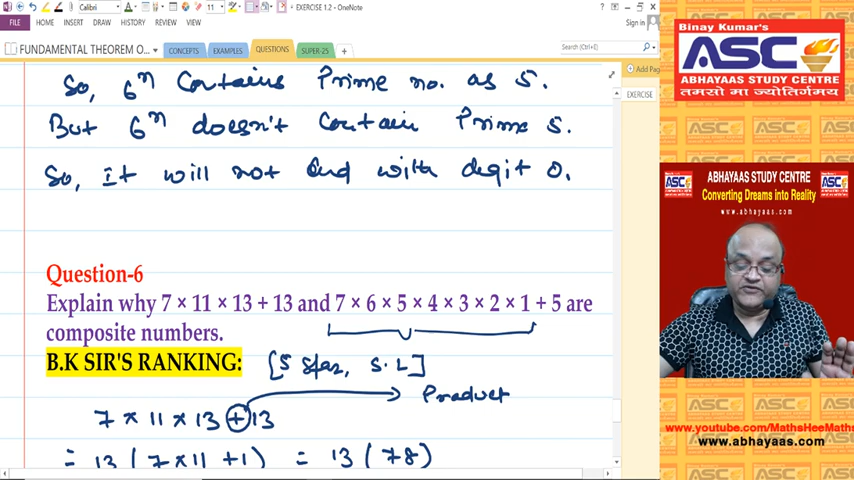 EXERCISE 1.2 - OneNote
Calibri
11
Sign in
FILE HOME INSERT DRAW HISTORY REVIEW VIEW
FUNDAMENTAL THEOREM O...
CONCEPTS EXAMPLES QUESTIONS SUPER-25 +
Search (Ctrl+E)
Add Pag
EXERCISE
So, 6ⁿ Contains Prime no. as 5.
But 6ⁿ doesn't Contain Prime 5.
So, It will not End with degit 0.
Question-6
Explain why 7 × 11 × 13 + 13 and 7 × 6 × 5 × 4 × 3 × 2 × 1 + 5 are
composite numbers.
B.K SIR'S RANKING: [5 Star, S.L]
Product
7 × 11 × 13 + 13
= 13 ( 7 × 11 + 1 ) = 13 ( 78 )
Binay Kumar's
ASC
ABHAYAAS STUDY CENTRE
तमसो मा ज्योतिर्गमय
ASC
ASC
ABHAYAAS STUDY CENTRE
Converting Dreams into Reality
www.abhayaas.com
www.youtube.com/MathsHeeMaths
www.abhayaas.com